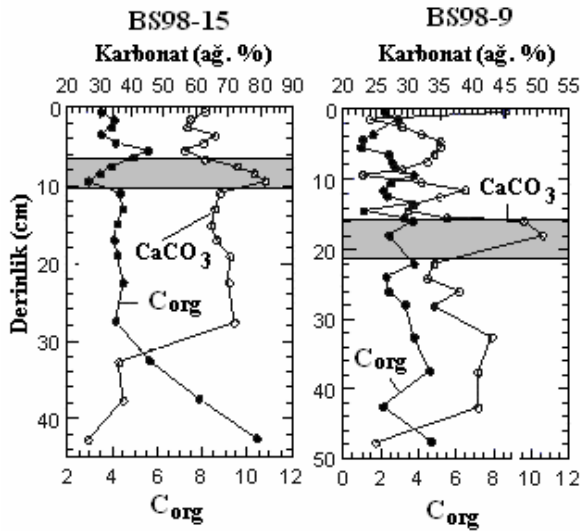 BS98-15
Karbonat (ağ. %)
20 30 40 50 60 70 80 90
0
10
20
30
40
Derinlik (cm)
CaCO3
Corg
2 4 6 8 10 12
Corg
BS98-9
Karbonat (ağ. %)
20 25 30 35 40 45 50 55
0
10
20
30
40
50
CaCO3
Corg
0 2 4 6 8 10 12
Corg